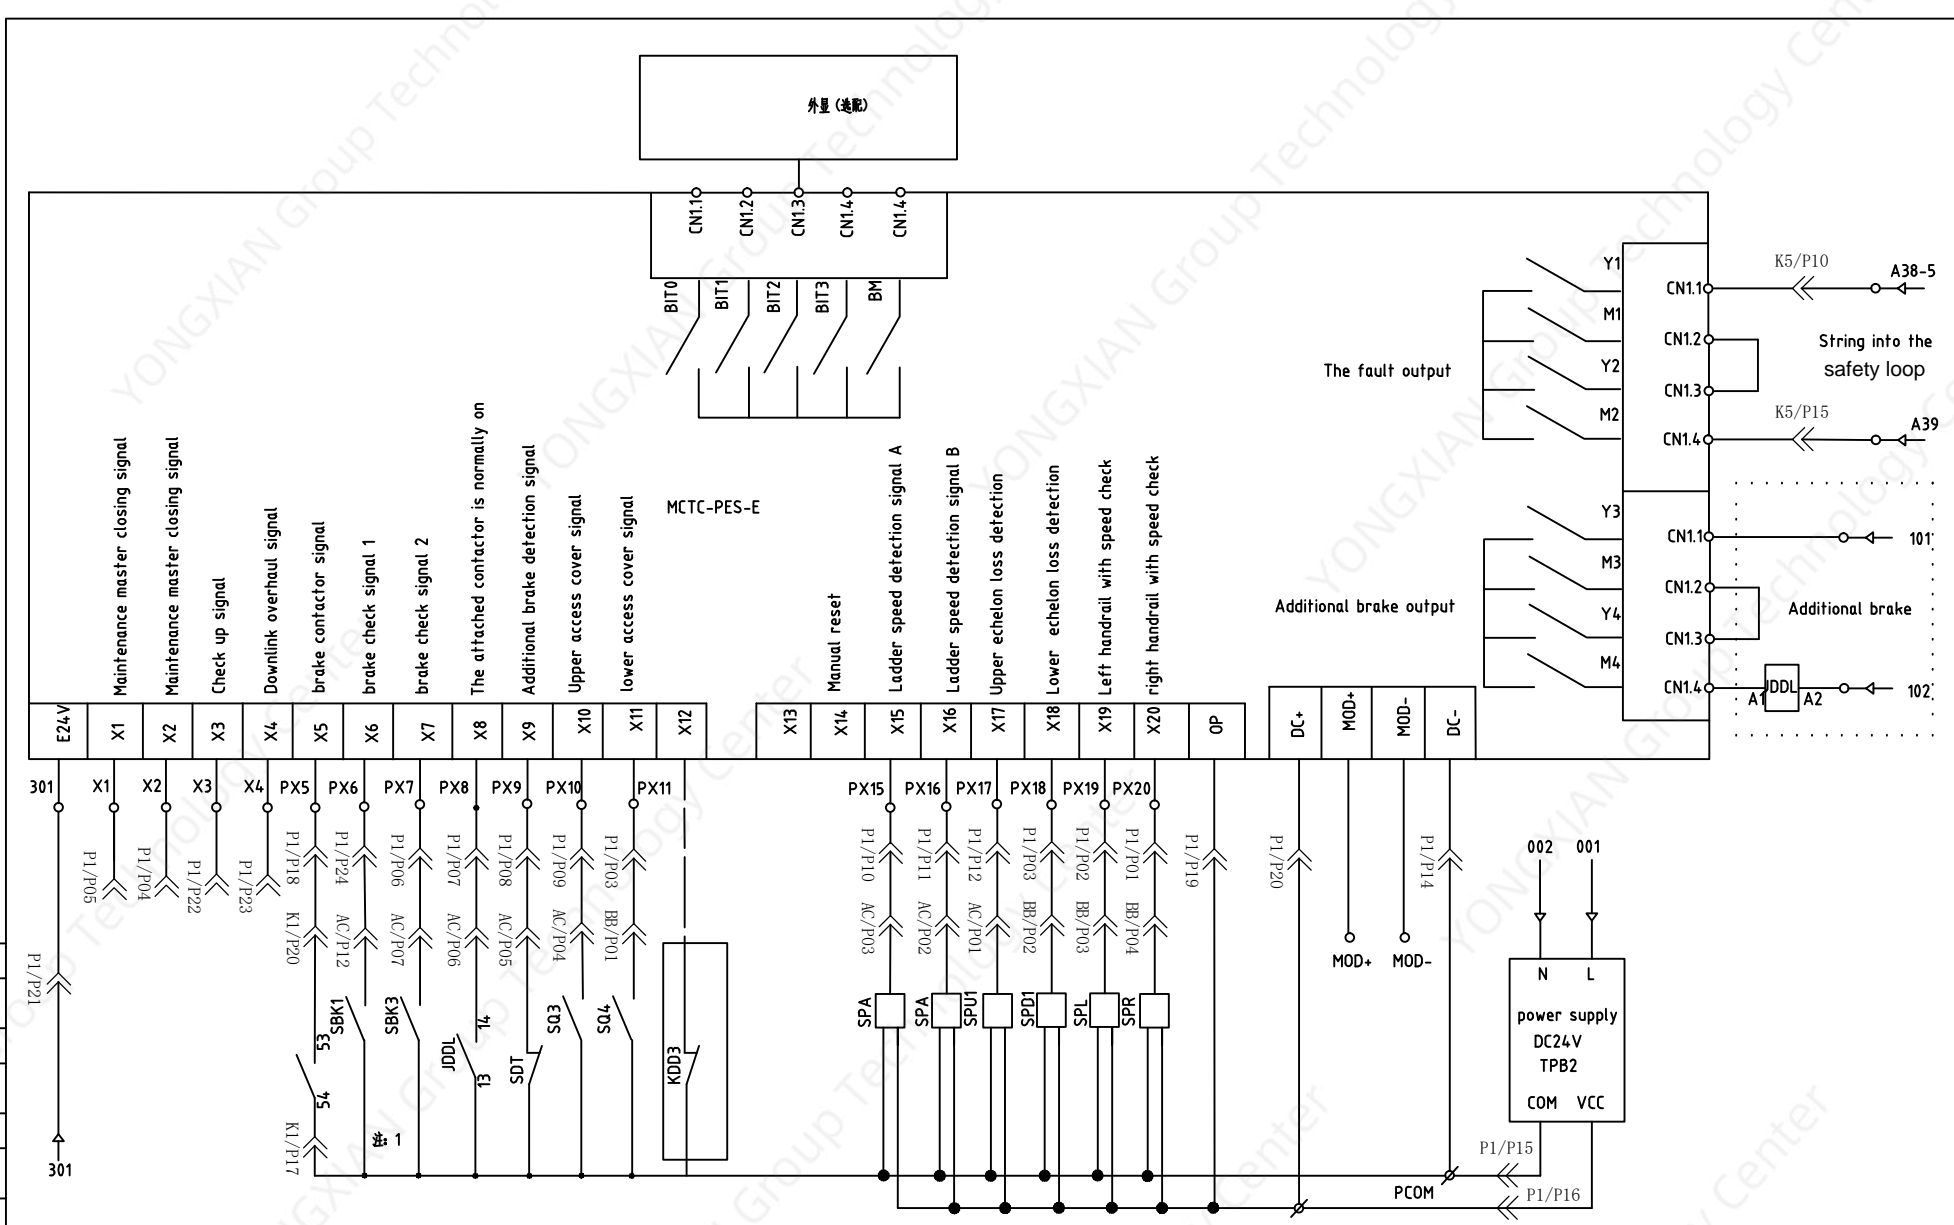 外显(选配)
CN1.1
CN1.2
CN1.3
CN1.4
CN1.4
BIT0
BIT1
BIT2
BIT3
BM
MCTC-PES-E
The fault output
Y1
M1
Y2
M2
CN1.1
CN1.2
CN1.3
CN1.4
K5/P10
A38-5
String into the
safety loop
K5/P15
A39
Additional brake output
Y3
M3
Y4
M4
CN1.1
CN1.2
CN1.3
CN1.4
101
Additional brake
A1
JDDL
A2
102
Maintenance master closing signal
Maintenance master closing signal
Check up signal
Downlink overhaul signal
brake contactor signal
brake check signal 1
brake check signal 2
The attached contactor is normally on
Additional brake detection signal
Upper access cover signal
lower access cover signal
Manual reset
Ladder speed detection signal A
Ladder speed detection signal B
Upper echelon loss detection
Lower echelon loss detection
Left handrail with speed check
right handrail with speed check
E24V
X1
X2
X3
X4
X5
X6
X7
X8
X9
X10
X11
X12
X13
X14
X15
X16
X17
X18
X19
X20
OP
DC+
MOD+
MOD-
DC-
301
X1
X2
X3
X4
PX5
PX6
PX7
PX8
PX9
PX10
PX11
PX15
PX16
PX17
PX18
PX19
PX20
P1/P21
P1/P05
P1/P04
P1/P22
P1/P23
P1/P18
P1/P24
P1/P06
P1/P07
P1/P08
P1/P09
P1/P03
P1/P10
P1/P11
P1/P12
P1/P03
P1/P02
P1/P01
P1/P19
P1/P20
P1/P14
K1/P20
AC/P12
AC/P07
AC/P06
AC/P05
AC/P04
BB/P01
AC/P03
AC/P02
AC/P01
BB/P02
BB/P03
BB/P04
MOD+
MOD-
002
001
N
L
power supply
DC24V
TPB2
COM
VCC
53
54
SBK1
SBK3
JDDL
14
13
SDT
SQ3
SQ4
KDD3
SPA
SPA
SPU1
SPD1
SPL
SPR
K1/P17
注: 1
301
P1/P15
P1/P16
PCOM
YONGXIAN Group Technology Center